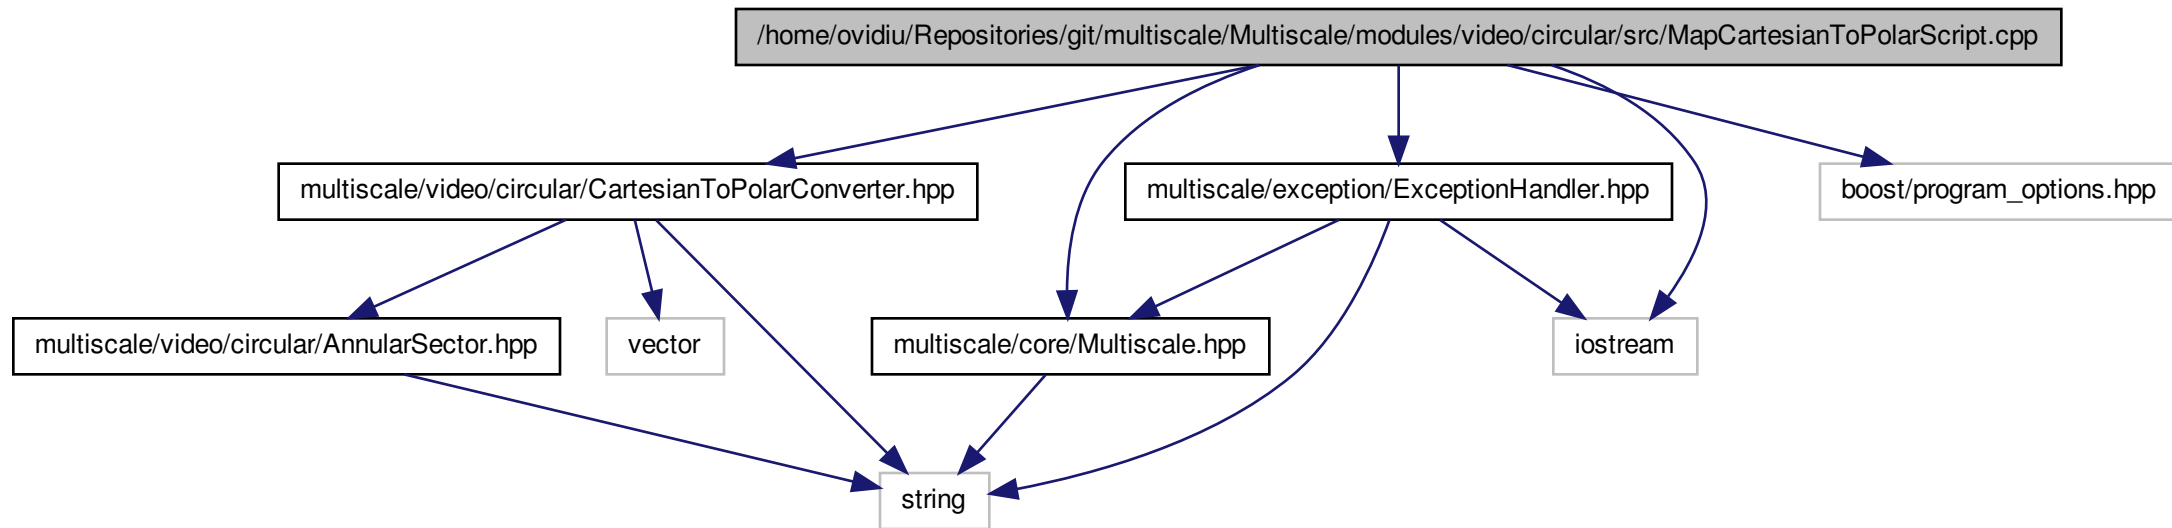 /home/ovidiu/Repositories/git/multiscale/Multiscale/modules/video/circular/src/MapCartesianToPolarScript.cpp
multiscale/video/circular/CartesianToPolarConverter.hpp
multiscale/exception/ExceptionHandler.hpp
boost/program_options.hpp
multiscale/video/circular/AnnularSector.hpp
vector
multiscale/core/Multiscale.hpp
iostream
string